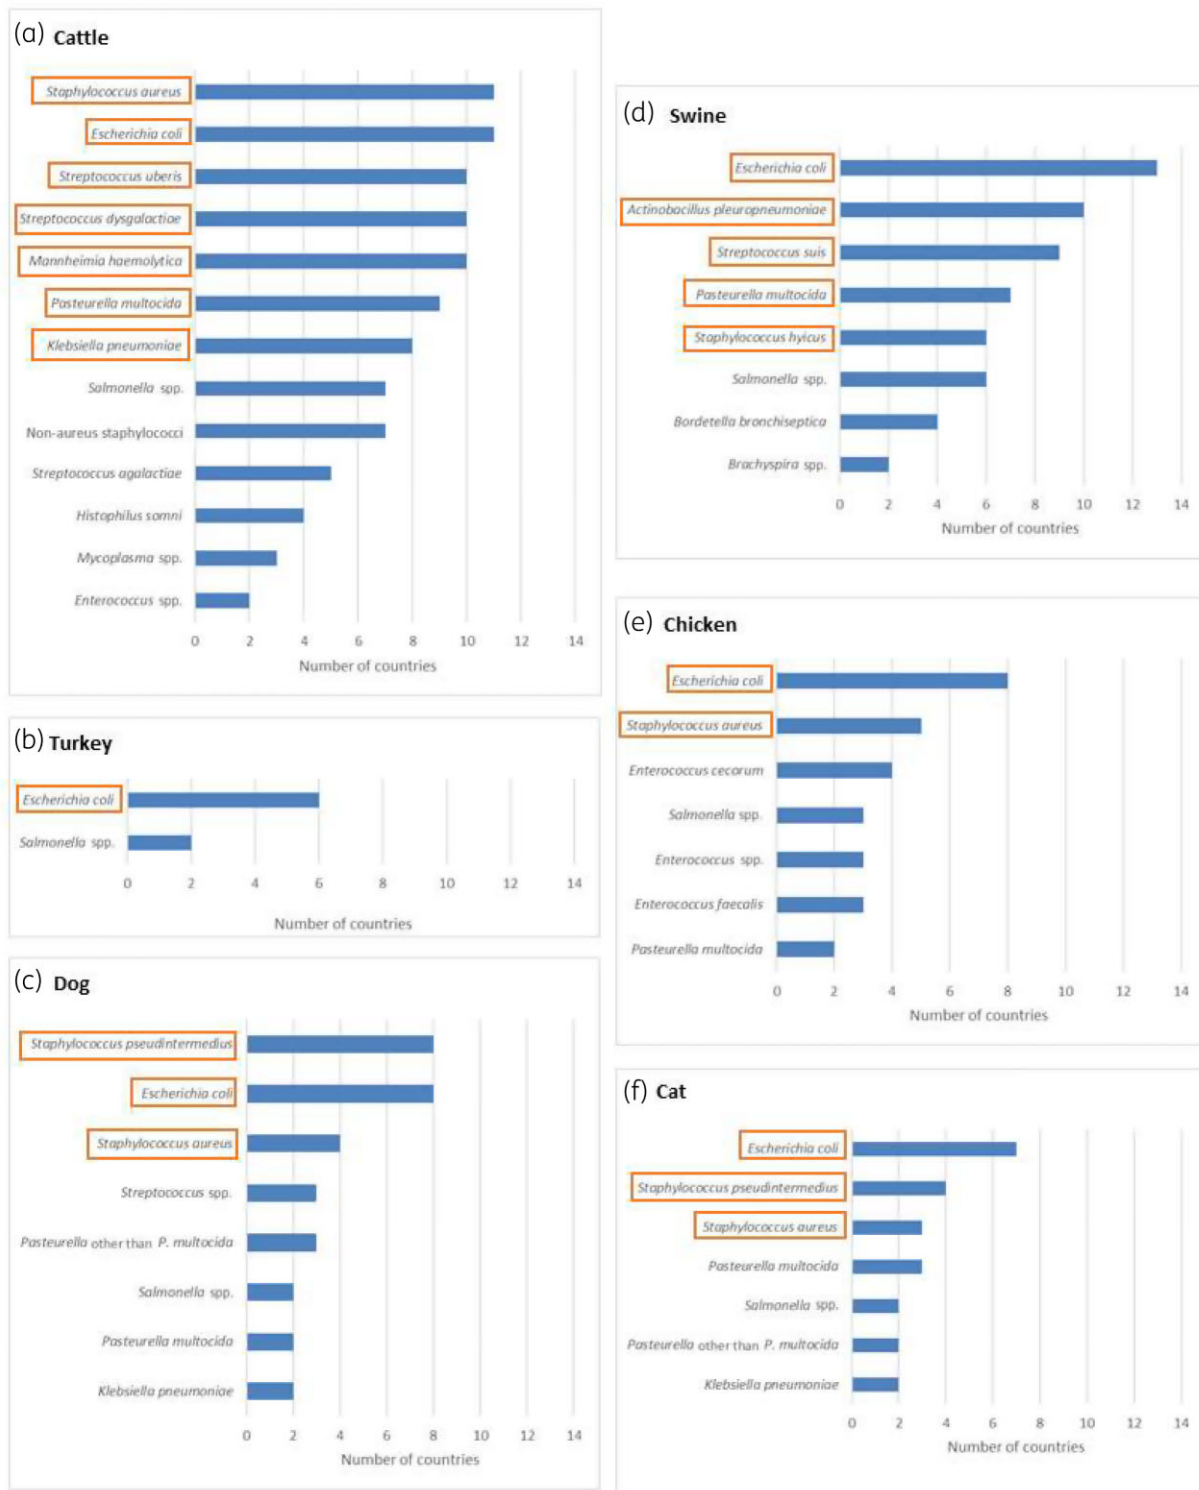 (a) Cattle
Staphylococcus aureus
Escherichia coli
Streptococcus uberis
Streptococcus dysgalactiae
Mannheimia haemolytica
Pasteurella multocida
Klebsiella pneumoniae
Salmonella spp.
Non-aureus staphylococci
Streptococcus agalactiae
Histophilus somni
Mycoplasma spp.
Enterococcus spp.
0 2 4 6 8 10 12 14
Number of countries
(b) Turkey
Escherichia coli
Salmonella spp.
0 2 4 6 8 10 12 14
Number of countries
(c) Dog
Staphylococcus pseudintermedius
Escherichia coli
Staphylococcus aureus
Streptococcus spp.
Pasteurella other than P. multocida
Salmonella spp.
Pasteurella multocida
Klebsiella pneumoniae
0 2 4 6 8 10 12 14
Number of countries
(d) Swine
Escherichia coli
Actinobacillus pleuropneumoniae
Streptococcus suis
Pasteurella multocida
Staphylococcus hyicus
Salmonella spp.
Bordetella bronchiseptica
Brachyspira spp.
0 2 4 6 8 10 12 14
Number of countries
(e) Chicken
Escherichia coli
Staphylococcus aureus
Enterococcus cecorum
Salmonella spp.
Enterococcus spp.
Enterococcus faecalis
Pasteurella multocida
0 2 4 6 8 10 12 14
Number of countries
(f) Cat
Escherichia coli
Staphylococcus pseudintermedius
Staphylococcus aureus
Pasteurella multocida
Salmonella spp.
Pasteurella other than P. multocida
Klebsiella pneumoniae
0 2 4 6 8 10 12 14
Number of countries